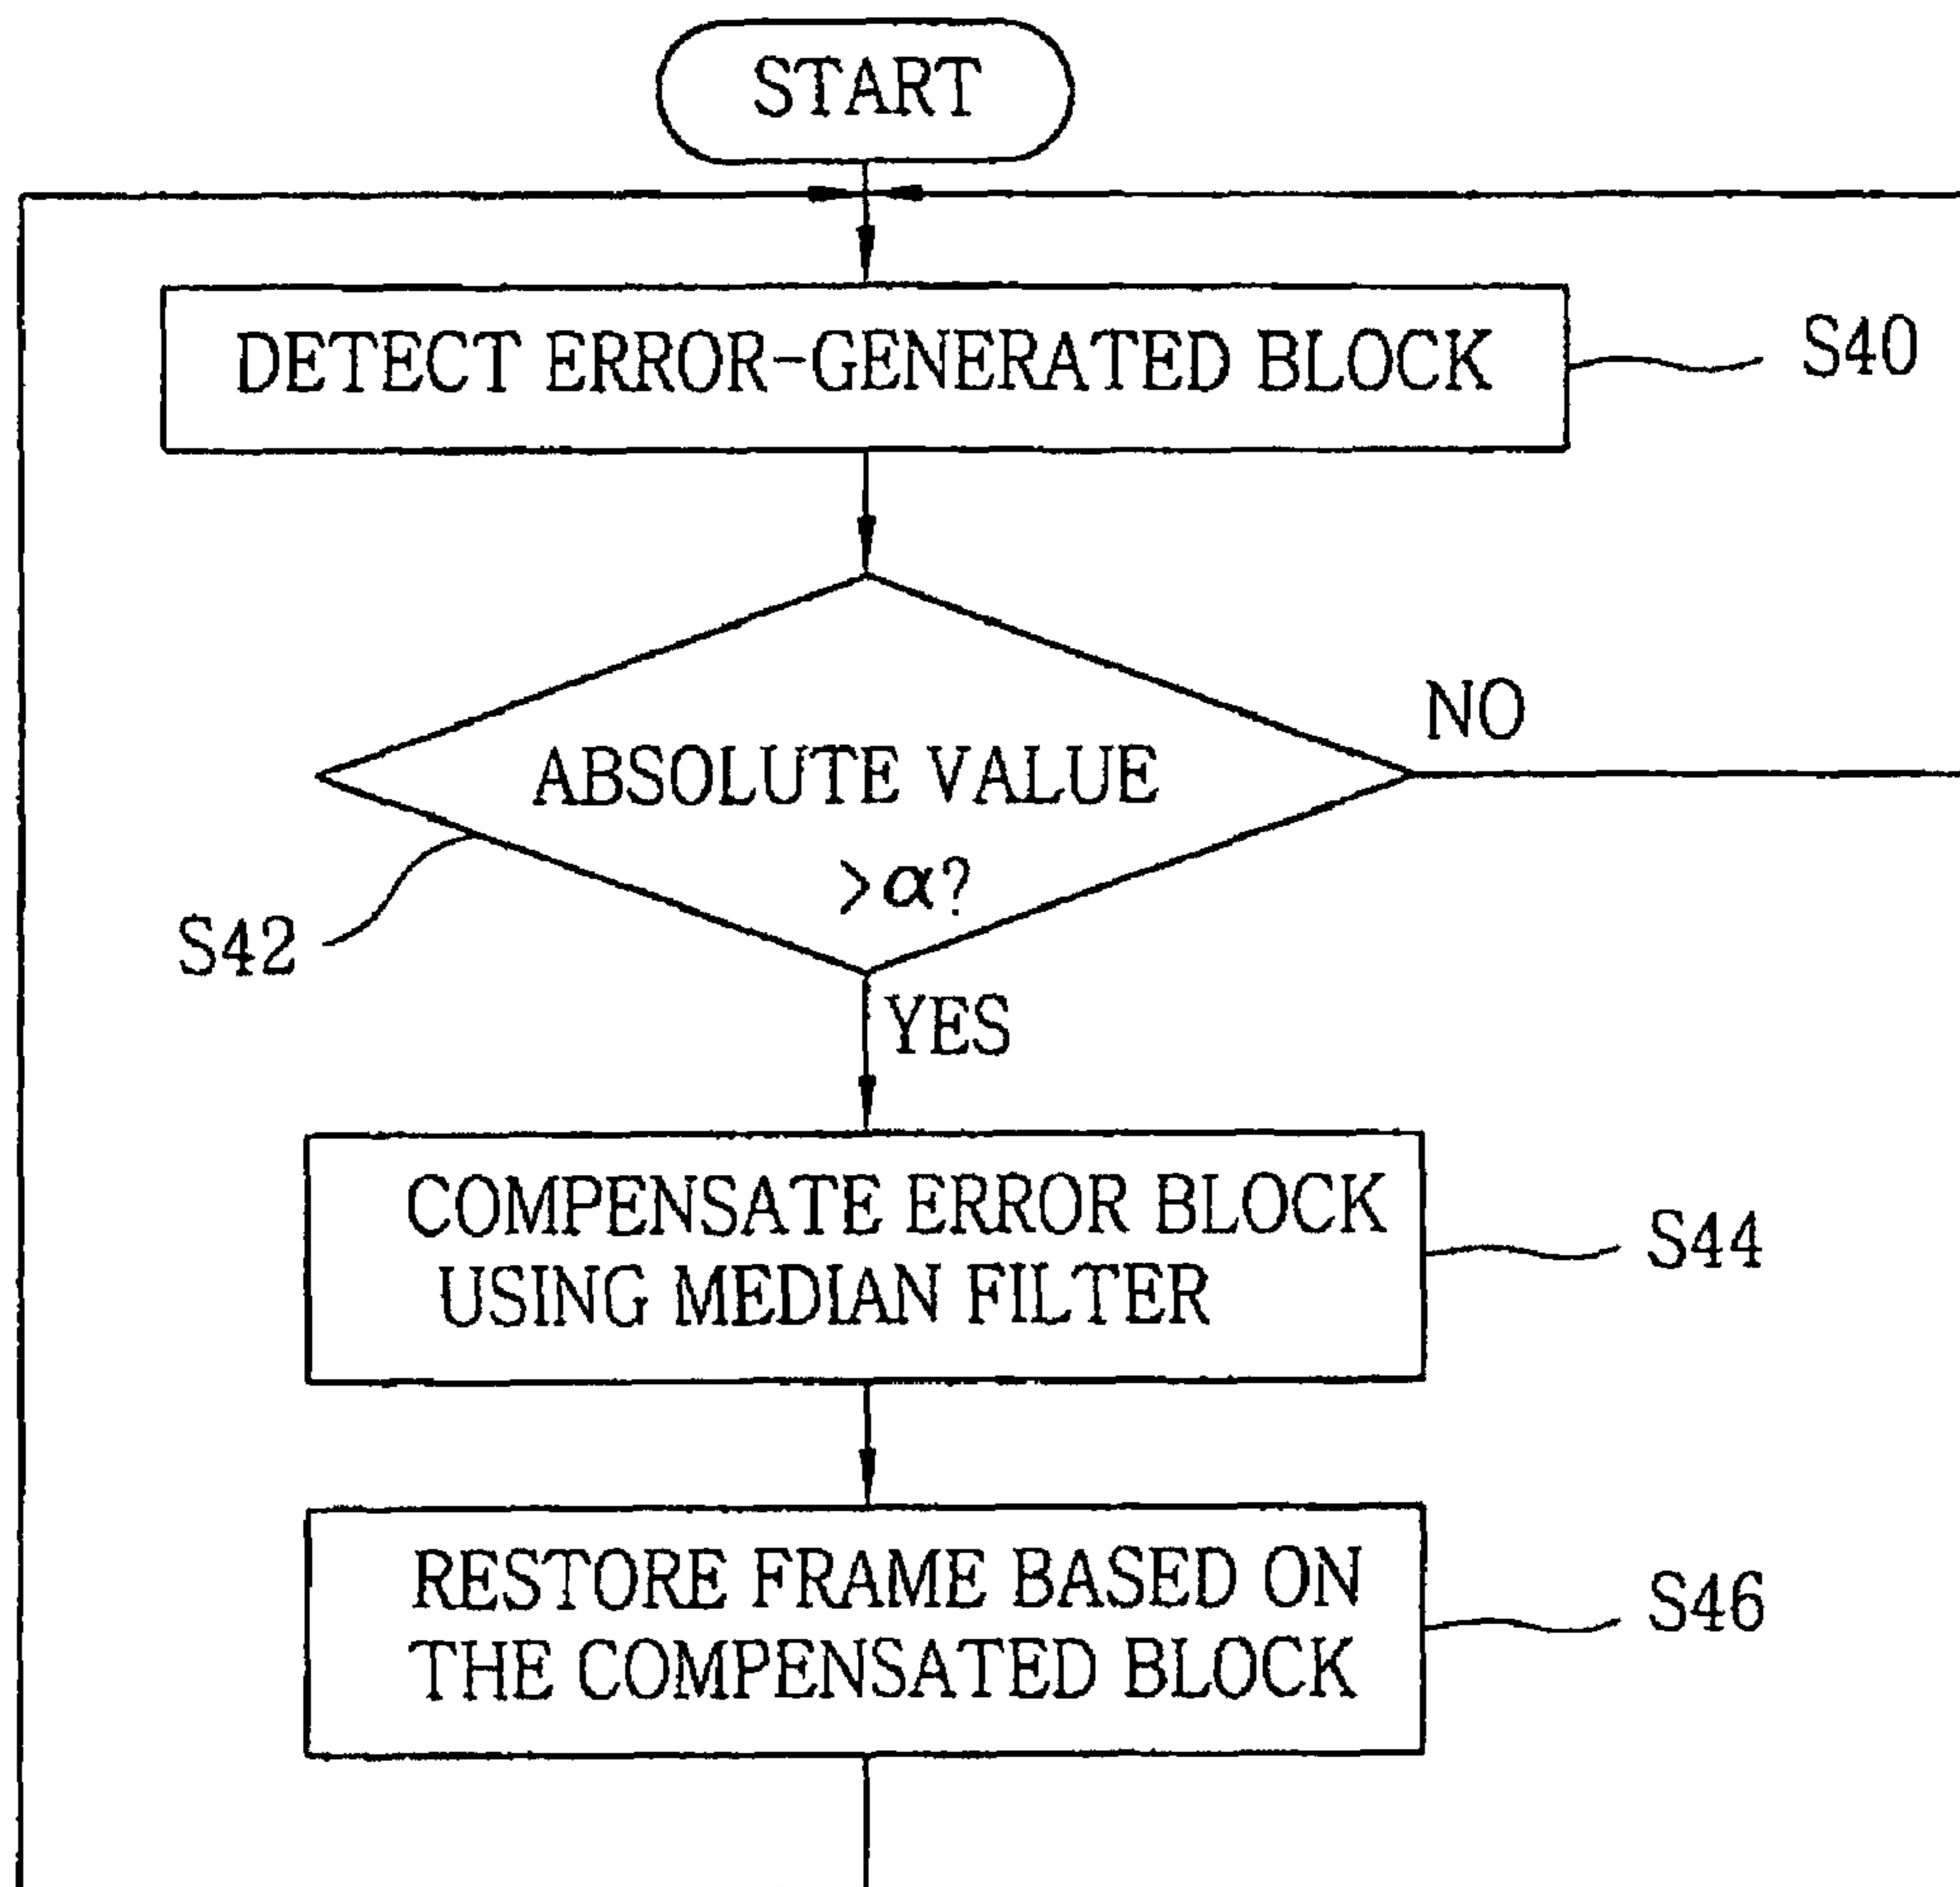 START
DETECT ERROR-GENERATED BLOCK
S40
NO
ABSOLUTE VALUE
>α?
S42
YES
COMPENSATE ERROR BLOCK
USING MEDIAN FILTER
S44
RESTORE FRAME BASED ON
THE COMPENSATED BLOCK
S46